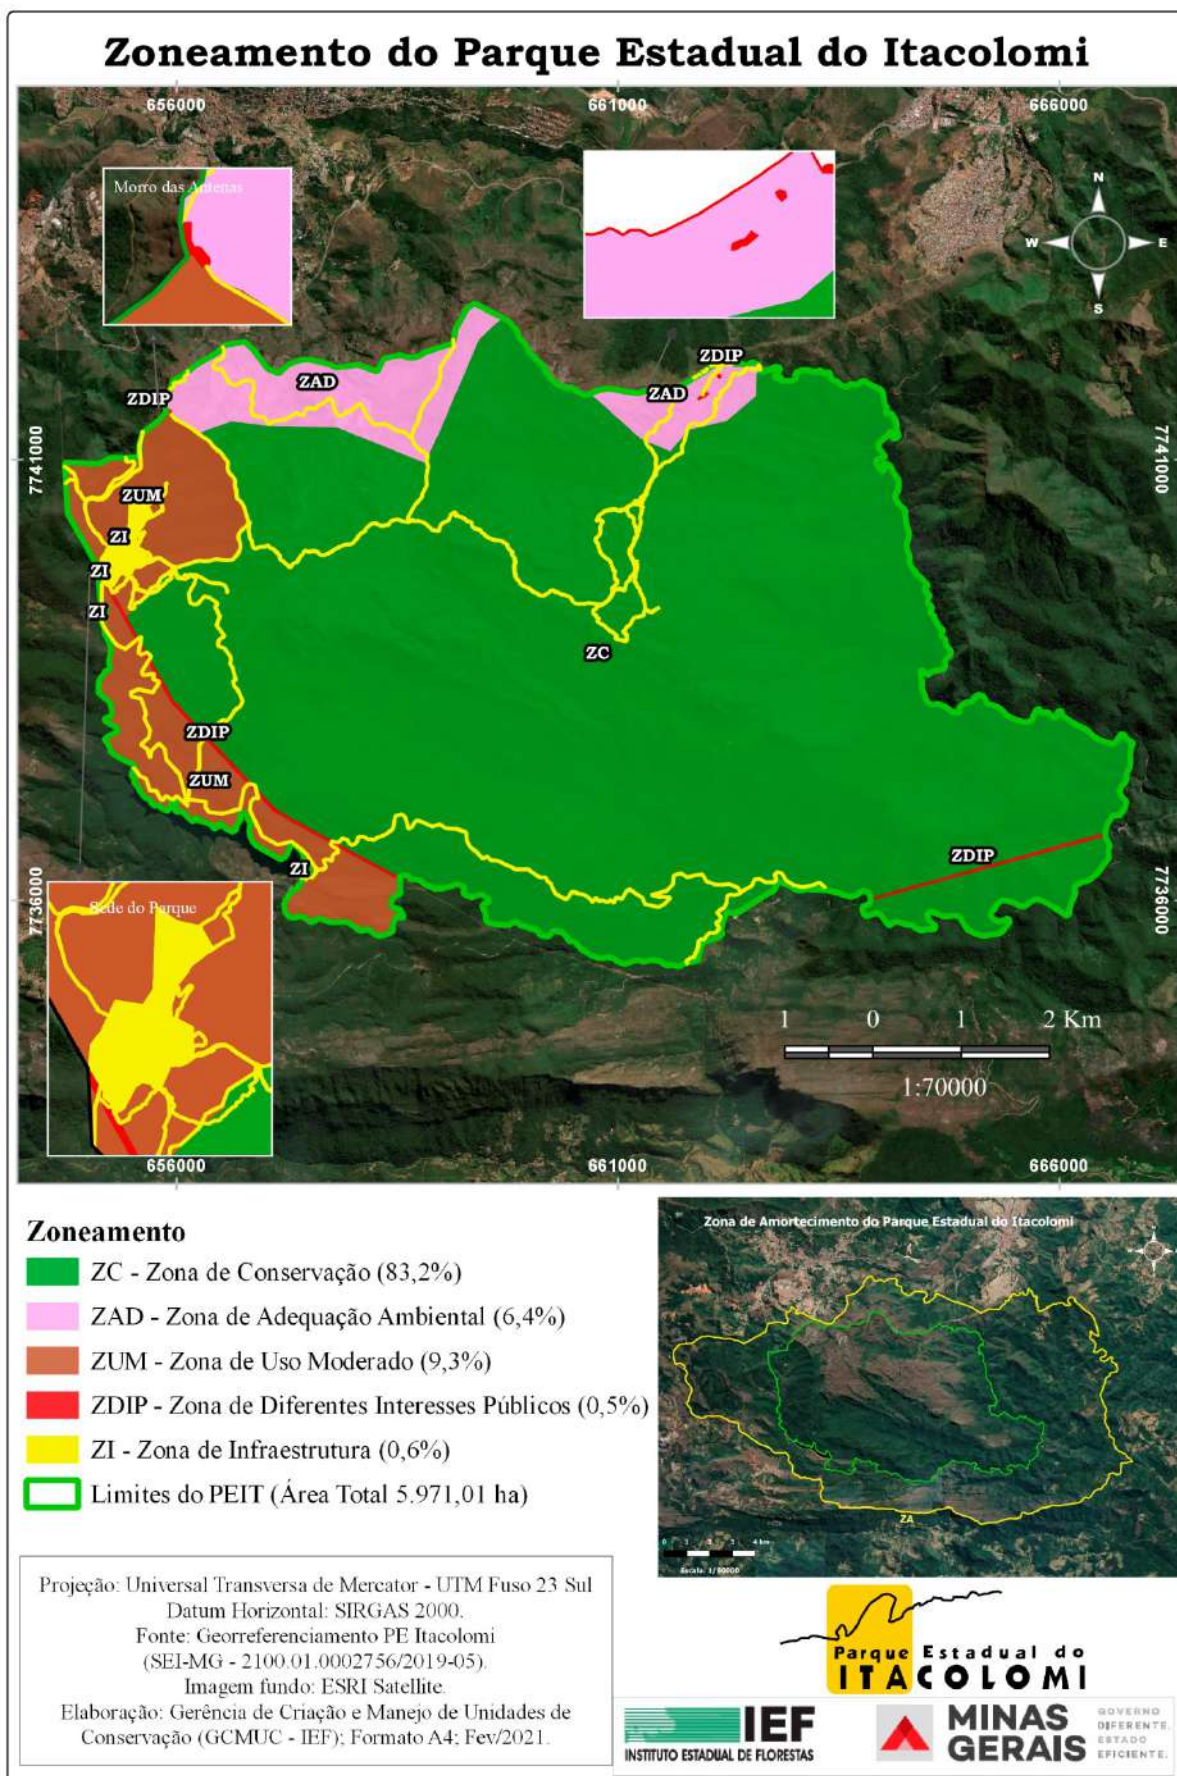 Zoneamento do Parque Estadual do Itacolomi
656000
661000
666000
Morro das Antenas
N
W
E
S
ZDIP
ZAD
ZDIP
ZAD
ZDIP
7741000
7741000
ZUM
ZI
ZI
ZI
ZC
ZDIP
ZUM
ZDIP
ZI
7736000
7736000
Sede do Parque
1 0 1 2 Km
1:70000
656000
661000
666000
Zoneamento
ZC - Zona de Conservação (83,2%)
ZAD - Zona de Adequação Ambiental (6,4%)
ZUM - Zona de Uso Moderado (9,3%)
ZDIP - Zona de Diferentes Interesses Públicos (0,5%)
ZI - Zona de Infraestrutura (0,6%)
Limites do PEIT (Área Total 5.971,01 ha)
Zona de Amortecimento do Parque Estadual do Itacolomi
ZA
4 km
Escala: 1/90000
Projeção: Universal Transversa de Mercator - UTM Fuso 23 Sul
Datum Horizontal: SIRGAS 2000.
Fonte: Georreferenciamento PE Itacolomi
(SEI-MG - 2100.01.0002756/2019-05).
Imagem fundo: ESRI Satellite.
Elaboração: Gerência de Criação e Manejo de Unidades de
Conservação (GCMUC - IEF); Formato A4; Fev/2021.
Parque Estadual do
ITACOLOMI
IEF
INSTITUTO ESTADUAL DE FLORESTAS
MINAS
GERAIS
GOVERNO
DIFERENTE.
ESTADO
EFICIENTE.